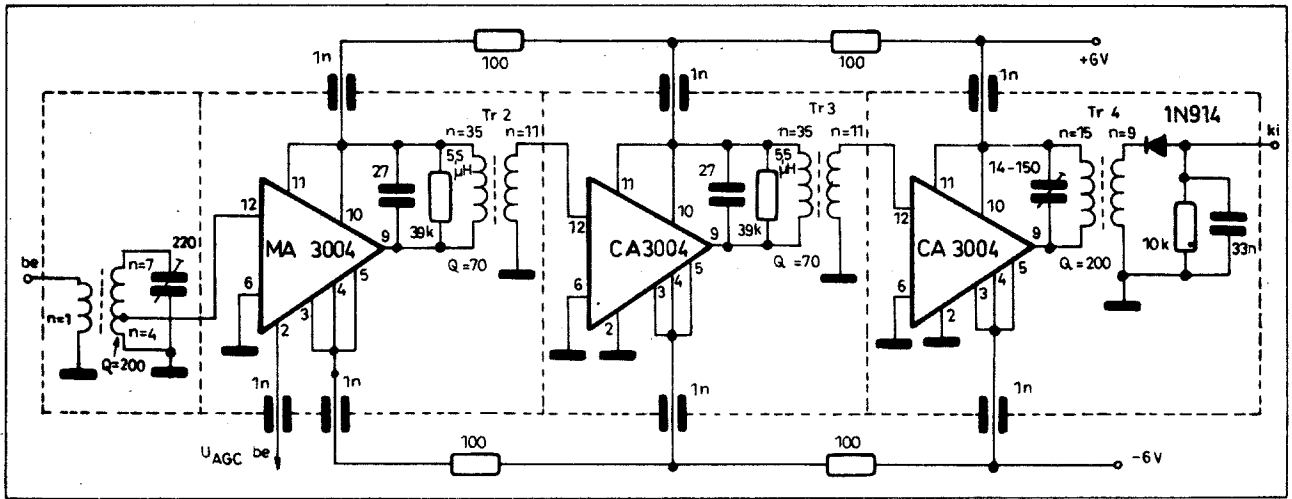 1n
100
1n
100
1n
+6V
Tr 2
n=35
n=11
5,5 µH
27
39k
Q=70
Tr 3
n=35
n=11
5,5 µH
27
39k
Q=70
Tr 4
n=15
n=9
14-150
Q=200
1N914
ki
10k
33n
be
n=1
n=7
220
n=4
Q=200
12
11
10
9
MA 3004
6
5
4
3
2
12
11
10
9
CA3004
6
5
4
3
2
12
11
10
9
CA 3004
6
5
4
3
2
1n
1n
1n
1n
U AGC be
100
100
-6V